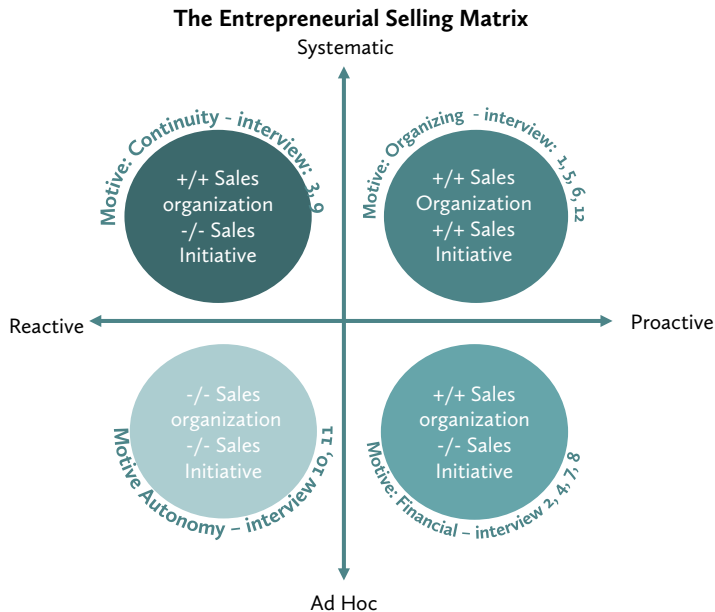 The Entrepreneurial Selling Matrix
Systematic
Motive: Continuity - interview: 3, 9
+/+ Sales
organization
-/- Sales
Initiative
Motive: Organizing - interview: 1, 5, 6, 12
+/+ Sales
Organization
+/+ Sales
Initiative
Reactive
Proactive
-/- Sales
organization
-/- Sales
Initiative
Motive Autonomy – interview 10, 11
+/+ Sales
organization
-/- Sales
Initiative
Motive: Financial – interview 2, 4, 7, 8
Ad Hoc